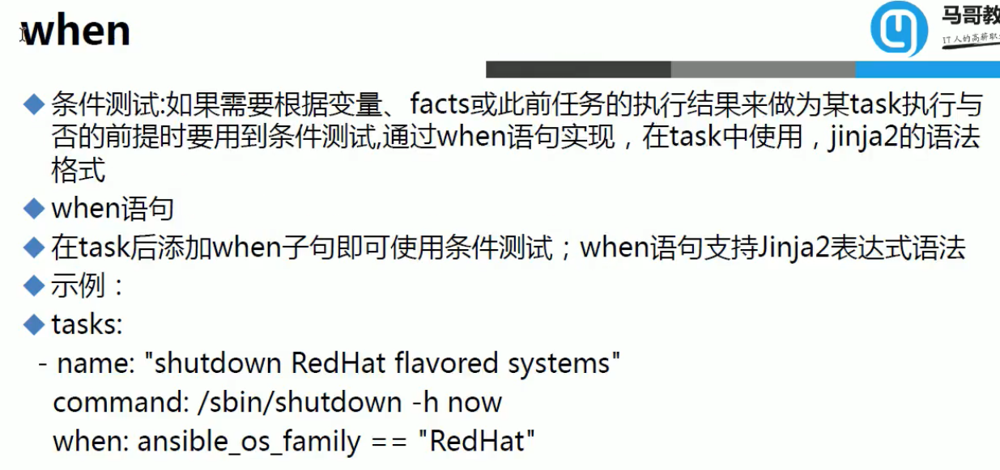 when
马哥教
IT人的高薪职
条件测试:如果需要根据变量、facts或此前任务的执行结果来做为某task执行与
否的前提时要用到条件测试,通过when语句实现，在task中使用，jinja2的语法
格式
when语句
在task后添加when子句即可使用条件测试；when语句支持Jinja2表达式语法
示例：
tasks:
- name: "shutdown RedHat flavored systems"
command: /sbin/shutdown -h now
when: ansible_os_family == "RedHat"